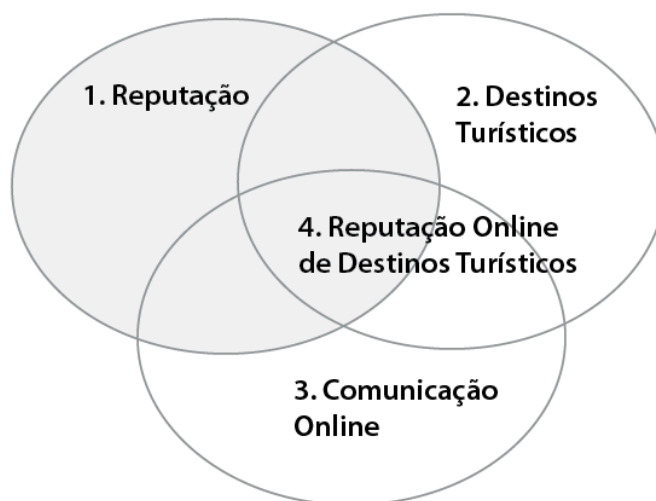 1. Reputação
2. Destinos
Turísticos
4. Reputação Online
de Destinos Turísticos
3. Comunicação
Online